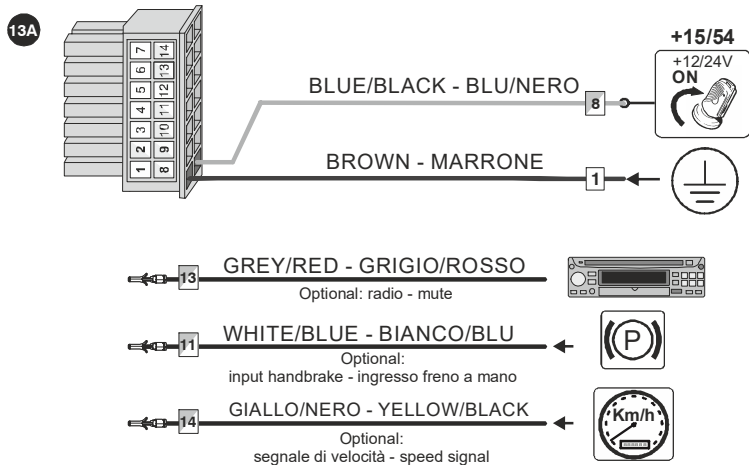 13A
7 14
6 13
5 12
4 11
3 10
2 9
1 8
+15/54
+12/24V
ON
BLUE/BLACK - BLU/NERO
8
BROWN - MARRONE
1
13
GREY/RED - GRIGIO/ROSSO
Optional: radio - mute
11
WHITE/BLUE - BIANCO/BLU
Optional:
input handbrake - ingresso freno a mano
P
14
GIALLO/NERO - YELLOW/BLACK
Optional:
segnale di velocità - speed signal
Km/h